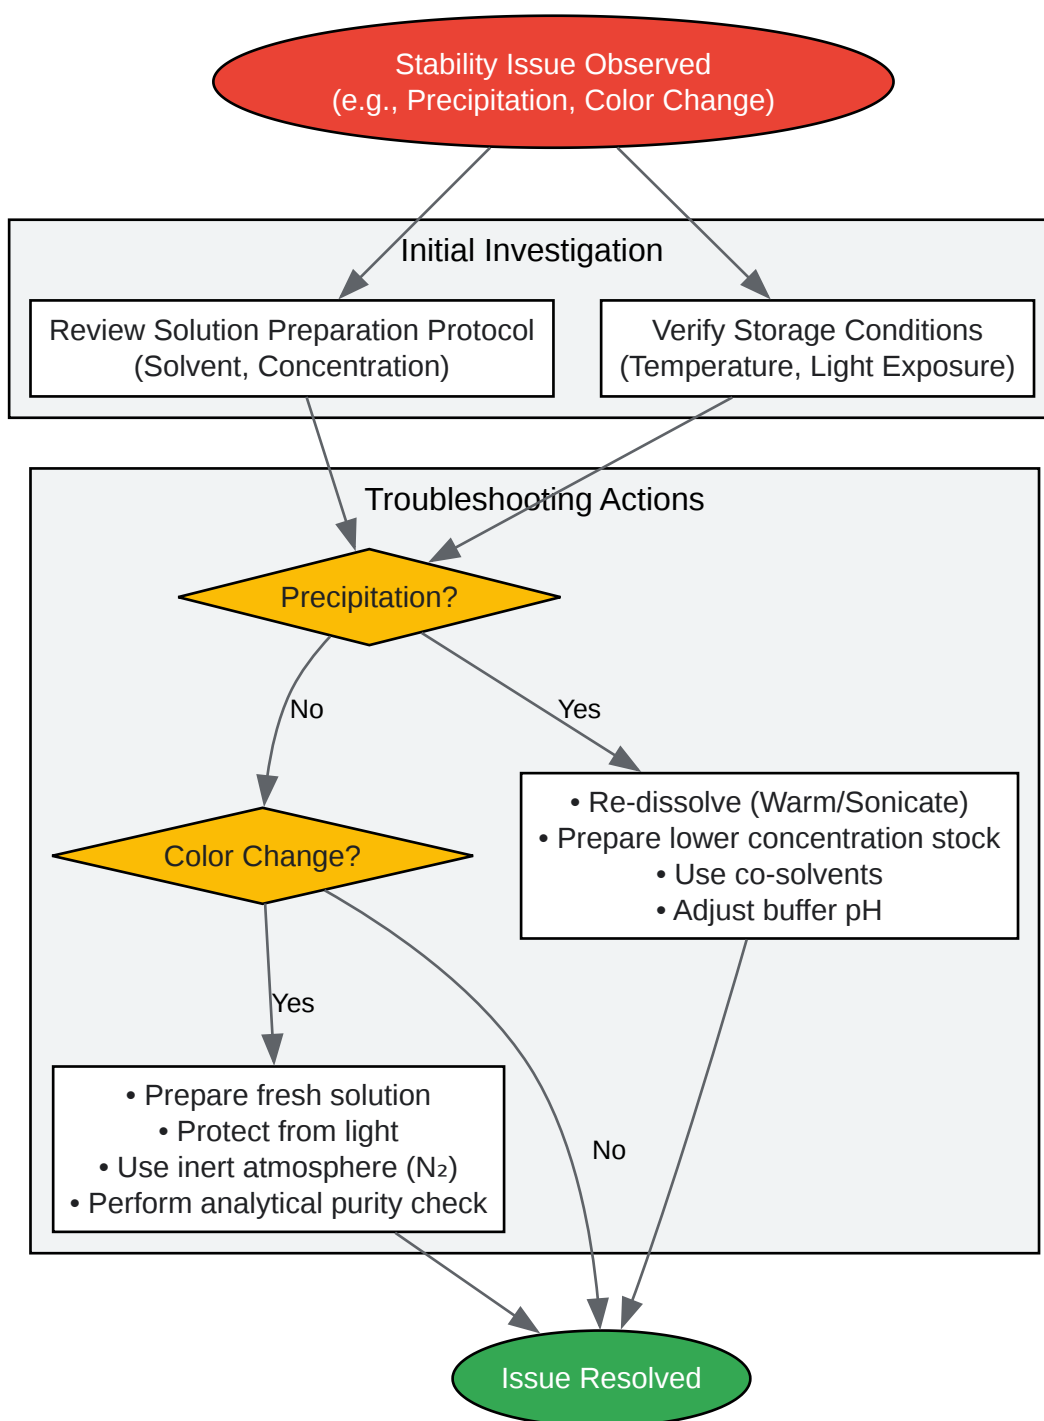 Stability Issue Observed
(e.g., Precipitation, Color Change)
Initial Investigation
Review Solution Preparation Protocol
(Solvent, Concentration)
Verify Storage Conditions
(Temperature, Light Exposure)
Troubleshooting Actions
Precipitation?
No
Yes
• Re-dissolve (Warm/Sonicate)
• Prepare lower concentration stock
• Use co-solvents
• Adjust buffer pH
Color Change?
Yes
No
• Prepare fresh solution
• Protect from light
• Use inert atmosphere (N₂)
• Perform analytical purity check
Issue Resolved